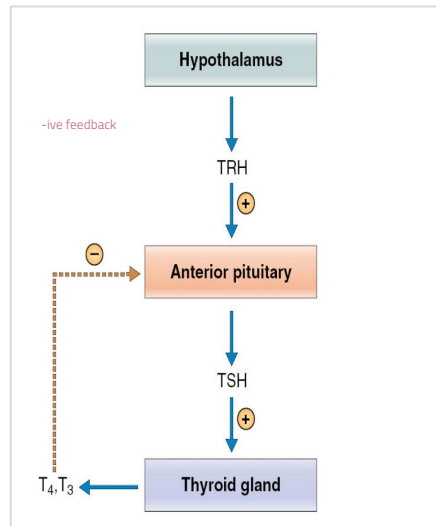 Hypothalamus
-ive feedback
TRH
+
−
Anterior pituitary
TSH
+
T₄,T₃
Thyroid gland